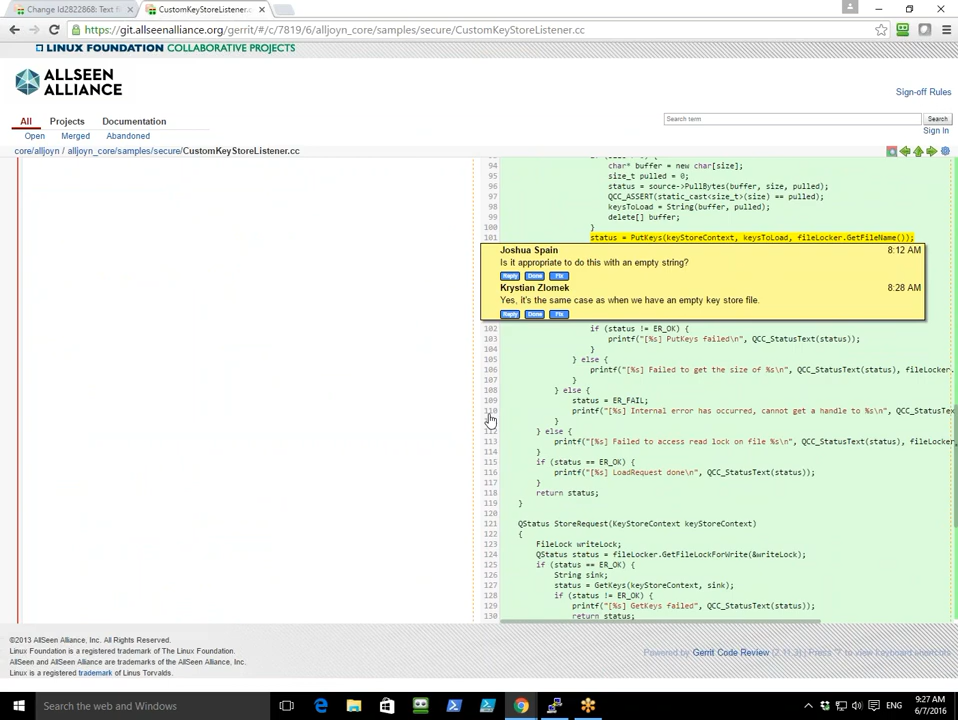 Change Id2822868: Text f
CustomKeyStoreListener.c
https://git.allseenalliance.org/gerrit/#/c/7819/6/alljoyn_core/samples/secure/CustomKeyStoreListener.cc
LINUX FOUNDATION COLLABORATIVE PROJECTS
ALLSEEN
ALLIANCE
Sign-off Rules
All Projects Documentation
Search term
Search
Open Merged Abandoned
Sign In
core/alljoyn / alljoyn_core/samples/secure/CustomKeyStoreListener.cc
94 char* buffer = new char[size];
95 size_t pulled = 0;
96 status = source->PullBytes(buffer, size, pulled);
97 QCC_ASSERT(static_cast<size_t>(size) == pulled);
98 keysToLoad = String(buffer, pulled);
99 delete[] buffer;
100 }
101 status = PutKeys(keyStoreContext, keysToLoad, fileLocker.GetFileName());
Joshua Spain 8:12 AM
Is it appropriate to do this with an empty string?
Reply Done Fix
Krystian Zlomek 8:28 AM
Yes, it's the same case as when we have an empty key store file.
Reply Done Fix
102 if (status != ER_OK) {
103 printf("[%s] PutKeys failed\n", QCC_StatusText(status));
104 }
105 } else {
106 printf("[%s] Failed to get the size of %s\n", QCC_StatusText(status), fileLocker.
107 }
108 } else {
109 status = ER_FAIL;
110 printf("[%s] Internal error has occurred, cannot get a handle to %s\n", QCC_StatusTex
}
112 } else {
113 printf("[%s] Failed to access read lock on file %s\n", QCC_StatusText(status), fileLocker
114 }
115 if (status == ER_OK) {
116 printf("[%s] LoadRequest done\n", QCC_StatusText(status));
117 }
118 return status;
119 }
120
121 QStatus StoreRequest(KeyStoreContext keyStoreContext)
122 {
123 FileLock writeLock;
124 QStatus status = fileLocker.GetFileLockForWrite(&writeLock);
125 if (status == ER_OK) {
126 String sink;
127 status = GetKeys(keyStoreContext, sink);
128 if (status != ER_OK) {
129 printf("[%s] GetKeys failed", QCC_StatusText(status));
130 return status;
©2013 AllSeen Alliance, Inc. All Rights Reserved.
Linux Foundation is a registered trademark of The Linux Foundation.
AllSeen and AllSeen Alliance are trademarks of the AllSeen Alliance, Inc.
Linux is a registered trademark of Linus Torvalds.
Powered by Gerrit Code Review (2.11.3) | Press '?' to view keyboard shortcuts
Search the web and Windows
ENG
9:27 AM
6/7/2016